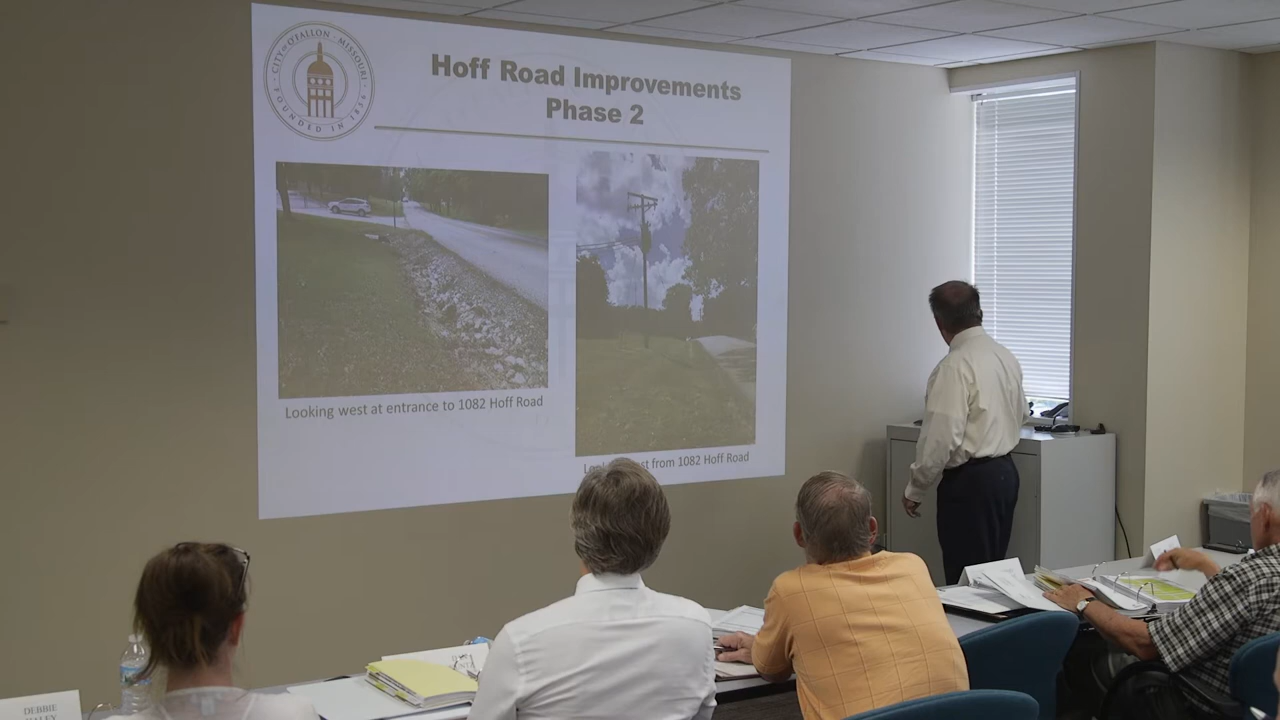 CITY OF O'FALLON · MISSOURI
FOUNDED IN 1856
Hoff Road Improvements
Phase 2
Looking west at entrance to 1082 Hoff Road
from 1082 Hoff Road
DEBBIE
HALEY